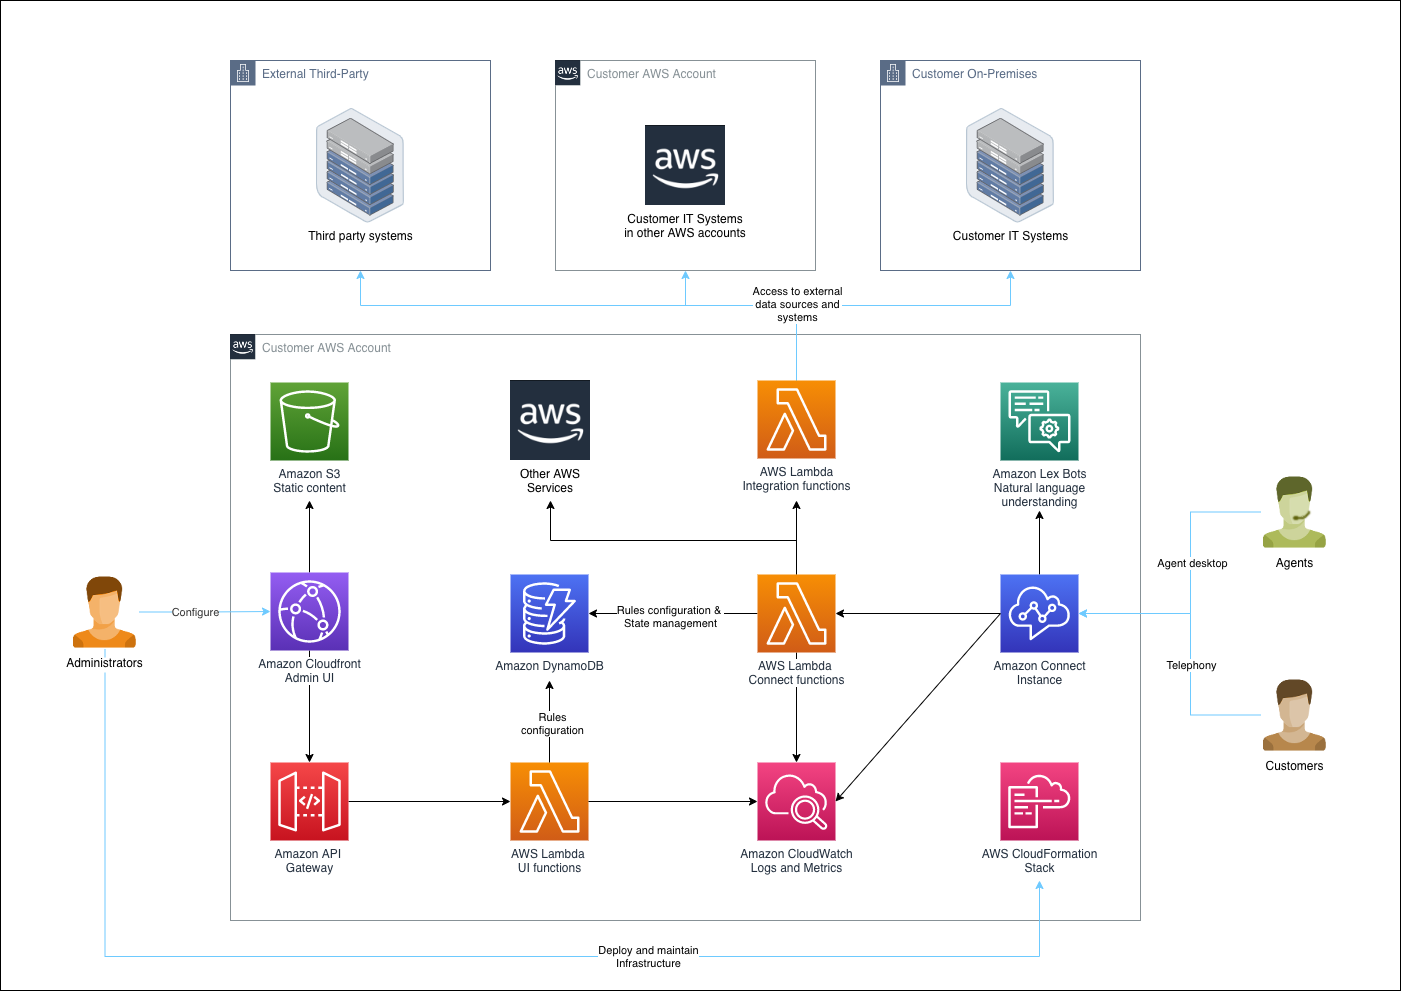 External Third-Party
aws
Customer AWS Account
Customer On-Premises
aws
Third party systems
Customer IT Systems
in other AWS accounts
Customer IT Systems
Access to external
data sources and
systems
aws
Customer AWS Account
aws
Amazon S3
Static content
Other AWS
Services
AWS Lambda
Integration functions
Amazon Lex Bots
Natural language
understanding
Agents
Agent desktop
Configure
Administrators
Amazon Cloudfront
Admin UI
Amazon DynamoDB
Rules configuration &
State management
AWS Lambda
Connect functions
Amazon Connect
Instance
Telephony
Customers
Rules
configuration
</>
Amazon API
Gateway
AWS Lambda
UI functions
Amazon CloudWatch
Logs and Metrics
AWS CloudFormation
Stack
Deploy and maintain
Infrastructure